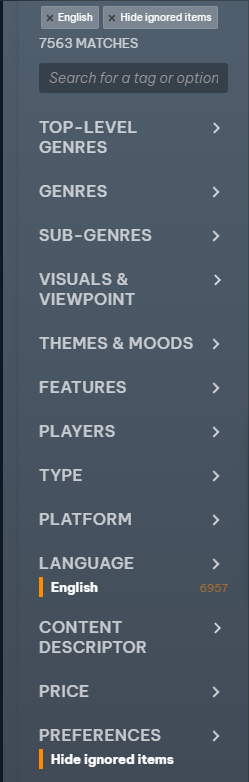 × English × Hide ignored items
7563 MATCHES
Search for a tag or option
TOP-LEVEL
GENRES
GENRES
SUB-GENRES
VISUALS &
VIEWPOINT
THEMES & MOODS
FEATURES
PLAYERS
TYPE
PLATFORM
LANGUAGE
English 6957
CONTENT
DESCRIPTOR
PRICE
PREFERENCES
Hide ignored items